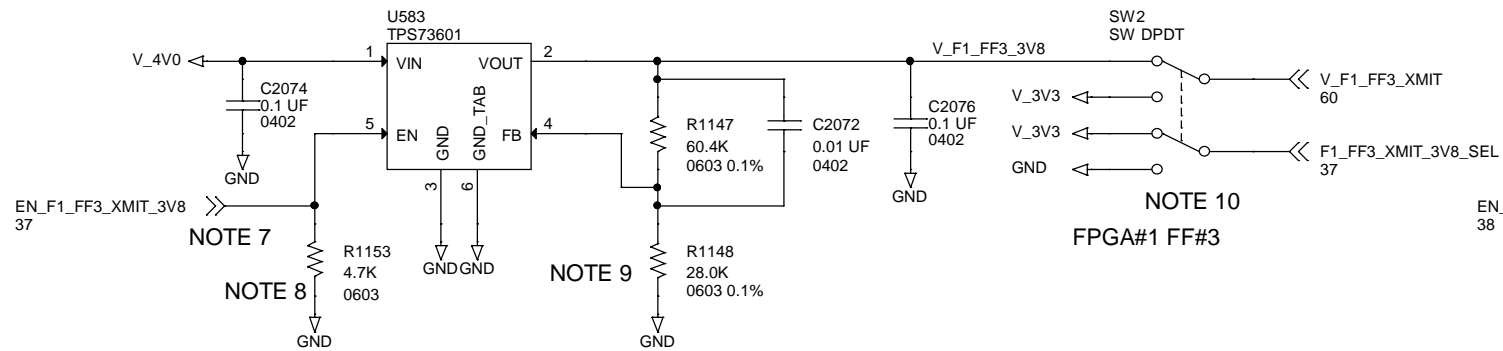 U583
TPS73601
SW2
SW DPDT
V_4V0
1
VIN
VOUT
2
V_F1_FF3_3V8
V_F1_FF3_XMIT
60
C2074
0.1 UF
0402
GND_TAB
GND
5
EN
FB
4
R1147
60.4K
0603 0.1%
C2072
0.01 UF
0402
C2076
0.1 UF
0402
V_3V3
V_3V3
F1_FF3_XMIT_3V8_SEL
37
GND
GND
GND
3
6
EN_F1_FF3_XMIT_3V8
37
NOTE 7
NOTE 10
FPGA#1 FF#3
EN_
38
R1153
4.7K
0603
NOTE 8
GND
GND
NOTE 9
R1148
28.0K
0603 0.1%
GND
GND